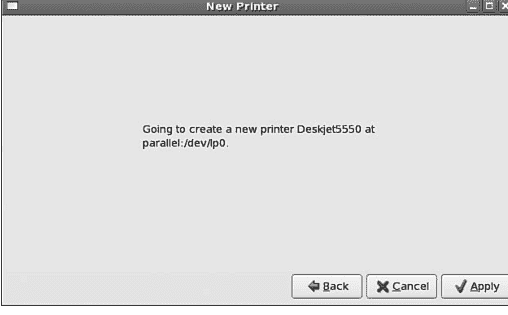 New Printer
Going to create a new printer Deskjet5550 at
parallel:/dev/lp0.
Back
Cancel
Apply